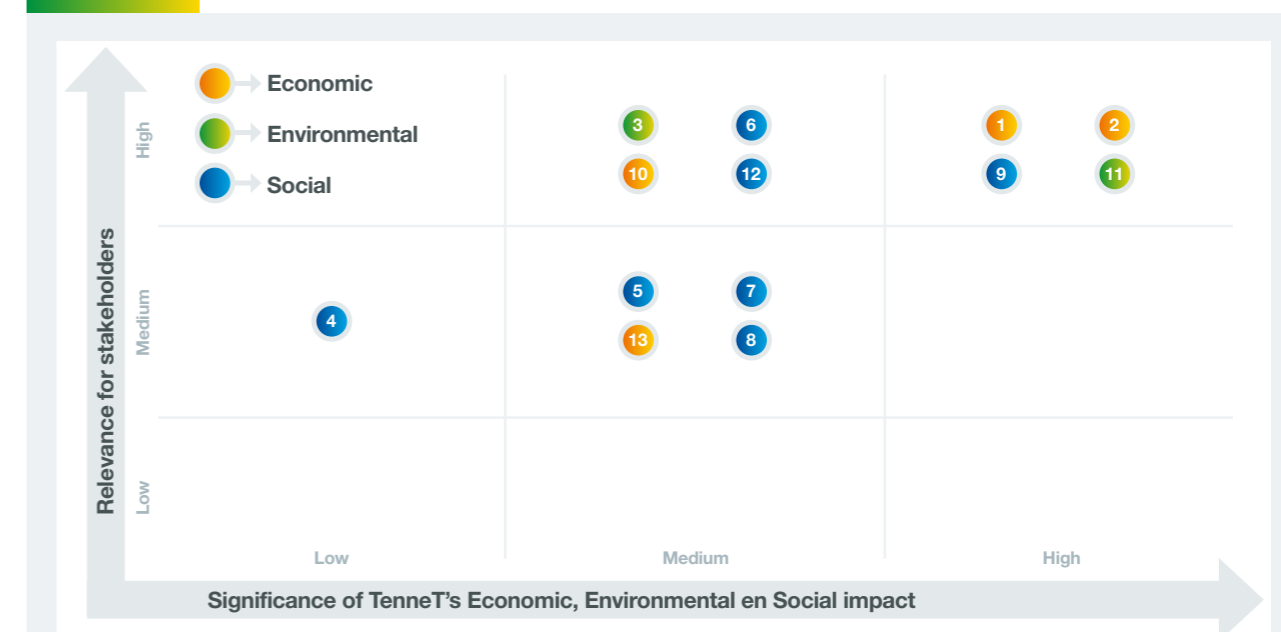 Economic
Environmental
Social
High
3
6
1
2
10
12
9
11
Relevance for stakeholders
Medium
4
5
7
13
8
Low
Low
Medium
High
Significance of TenneT's Economic, Environmental en Social impact